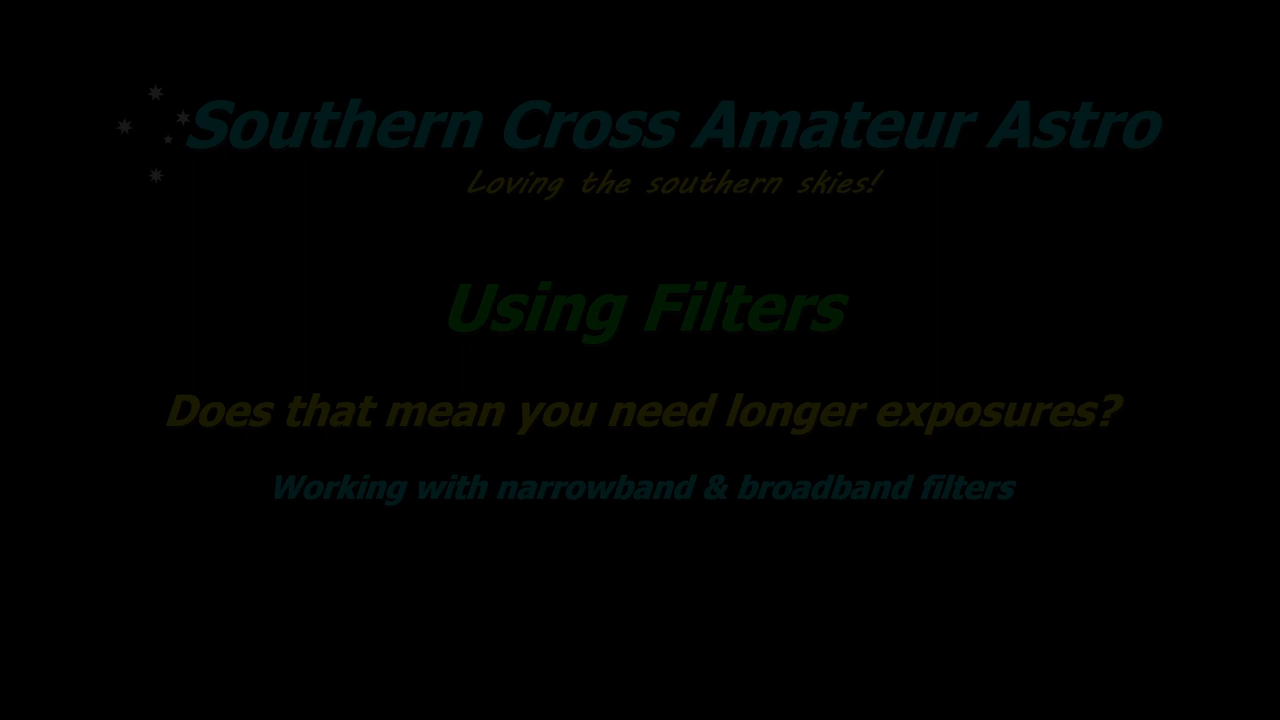 Southern Cross Amateur Astro
Loving the southern skies!
Using Filters
Does that mean you need longer exposures?
Working with narrowband & broadband filters